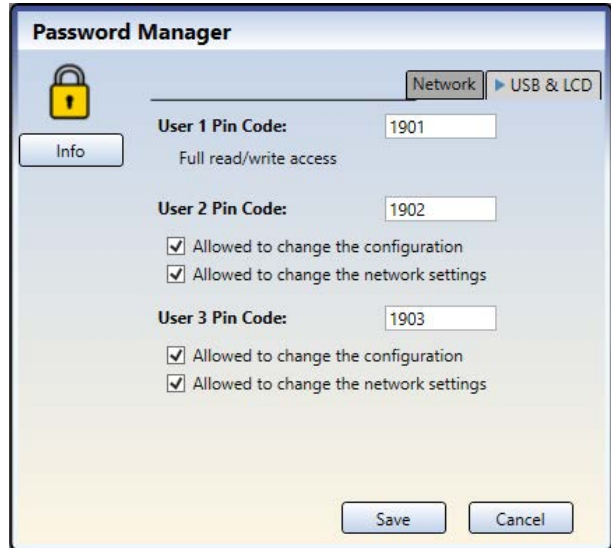 Password Manager
Network
USB & LCD
Info
User 1 Pin Code: 1901
Full read/write access
User 2 Pin Code: 1902
Allowed to change the configuration
Allowed to change the network settings
User 3 Pin Code: 1903
Allowed to change the configuration
Allowed to change the network settings
Save
Cancel